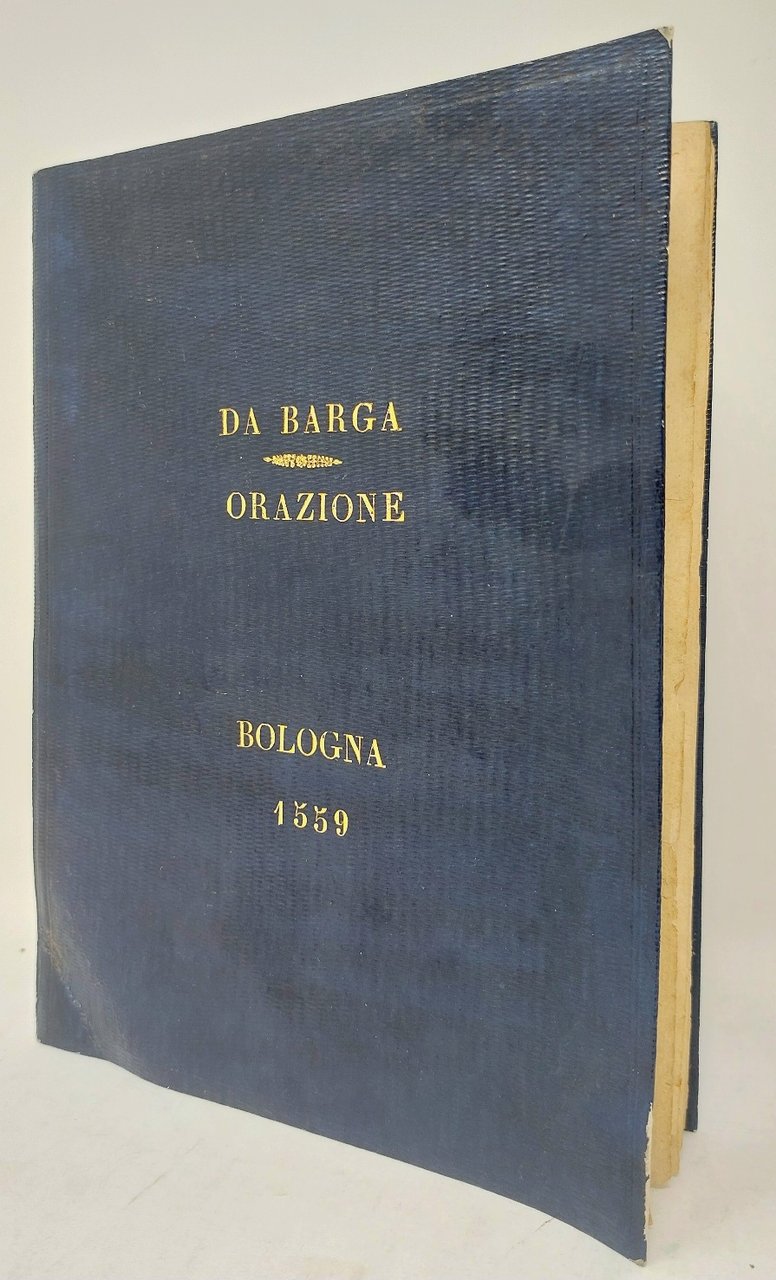 DA BARGA
ORAZIONE
BOLOGNA
1559